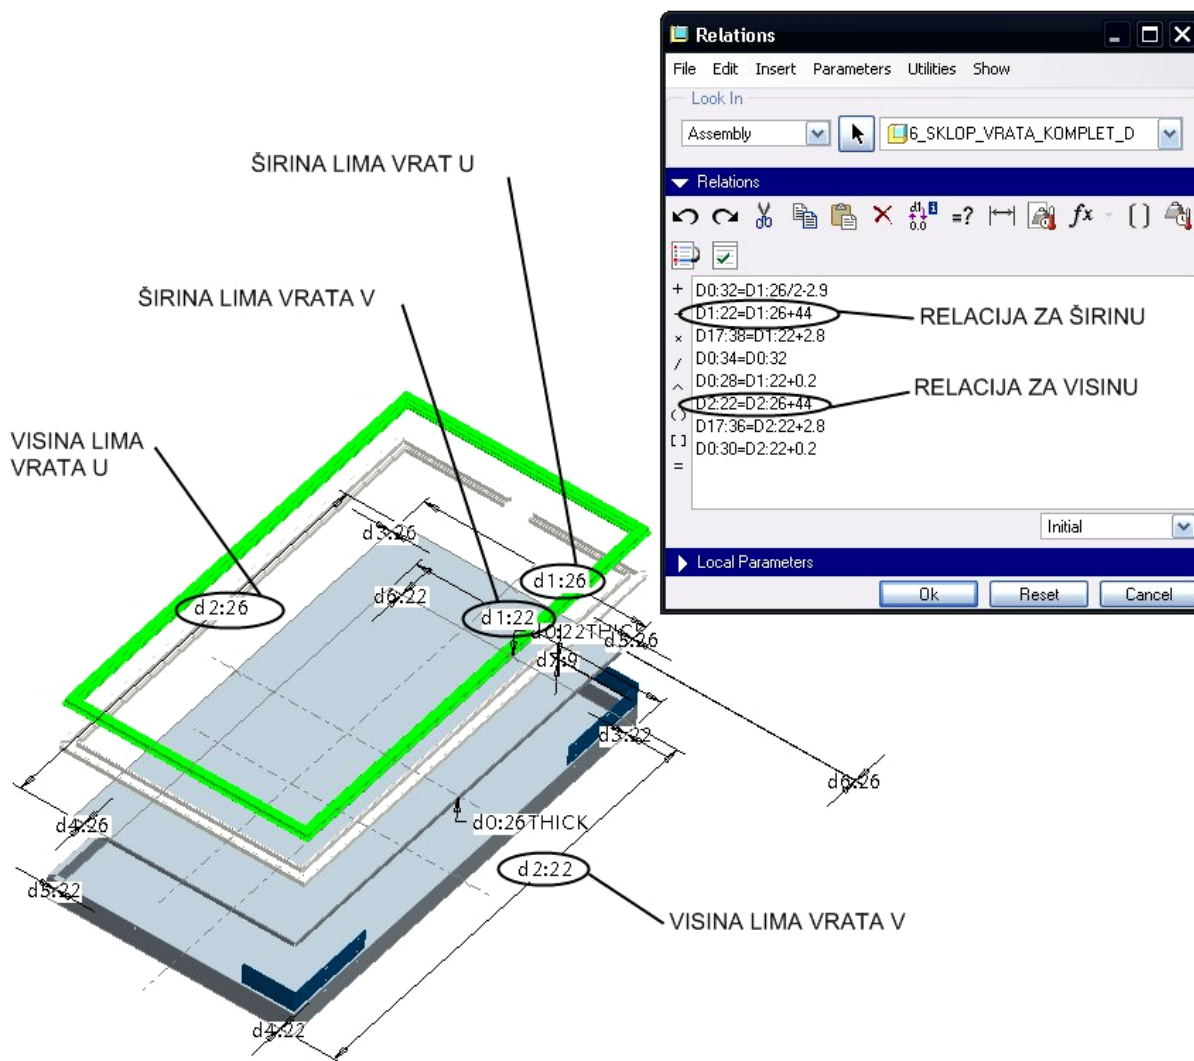 Relations
File Edit Insert Parameters Utilities Show
Look In
Assembly
6_SKLOP_VRATA_KOMPLET_D
Relations
=?
fx
[ ]
D0:32=D1:26/2-2.9
D1:22=D1:26+44
D17:38=D1:22+2.8
D0:34=D0:32
D0:28=D1:22+0.2
D2:22=D2:26+44
D17:36=D2:22+2.8
D0:30=D2:22+0.2
+
-
×
/
^
()
[]
=
Initial
Local Parameters
Ok Reset Cancel
RELACIJA ZA ŠIRINU
RELACIJA ZA VISINU
ŠIRINA LIMA VRAT U
ŠIRINA LIMA VRATA V
VISINA LIMA
VRATA U
d3:26
d1:26
d6:22
d2:26
d1:22
d0:22THICK
d5:26
d7:9
d3:22
d6:26
d4:26
d0:26THICK
d2:22
d5:22
VISINA LIMA VRATA V
d4:22